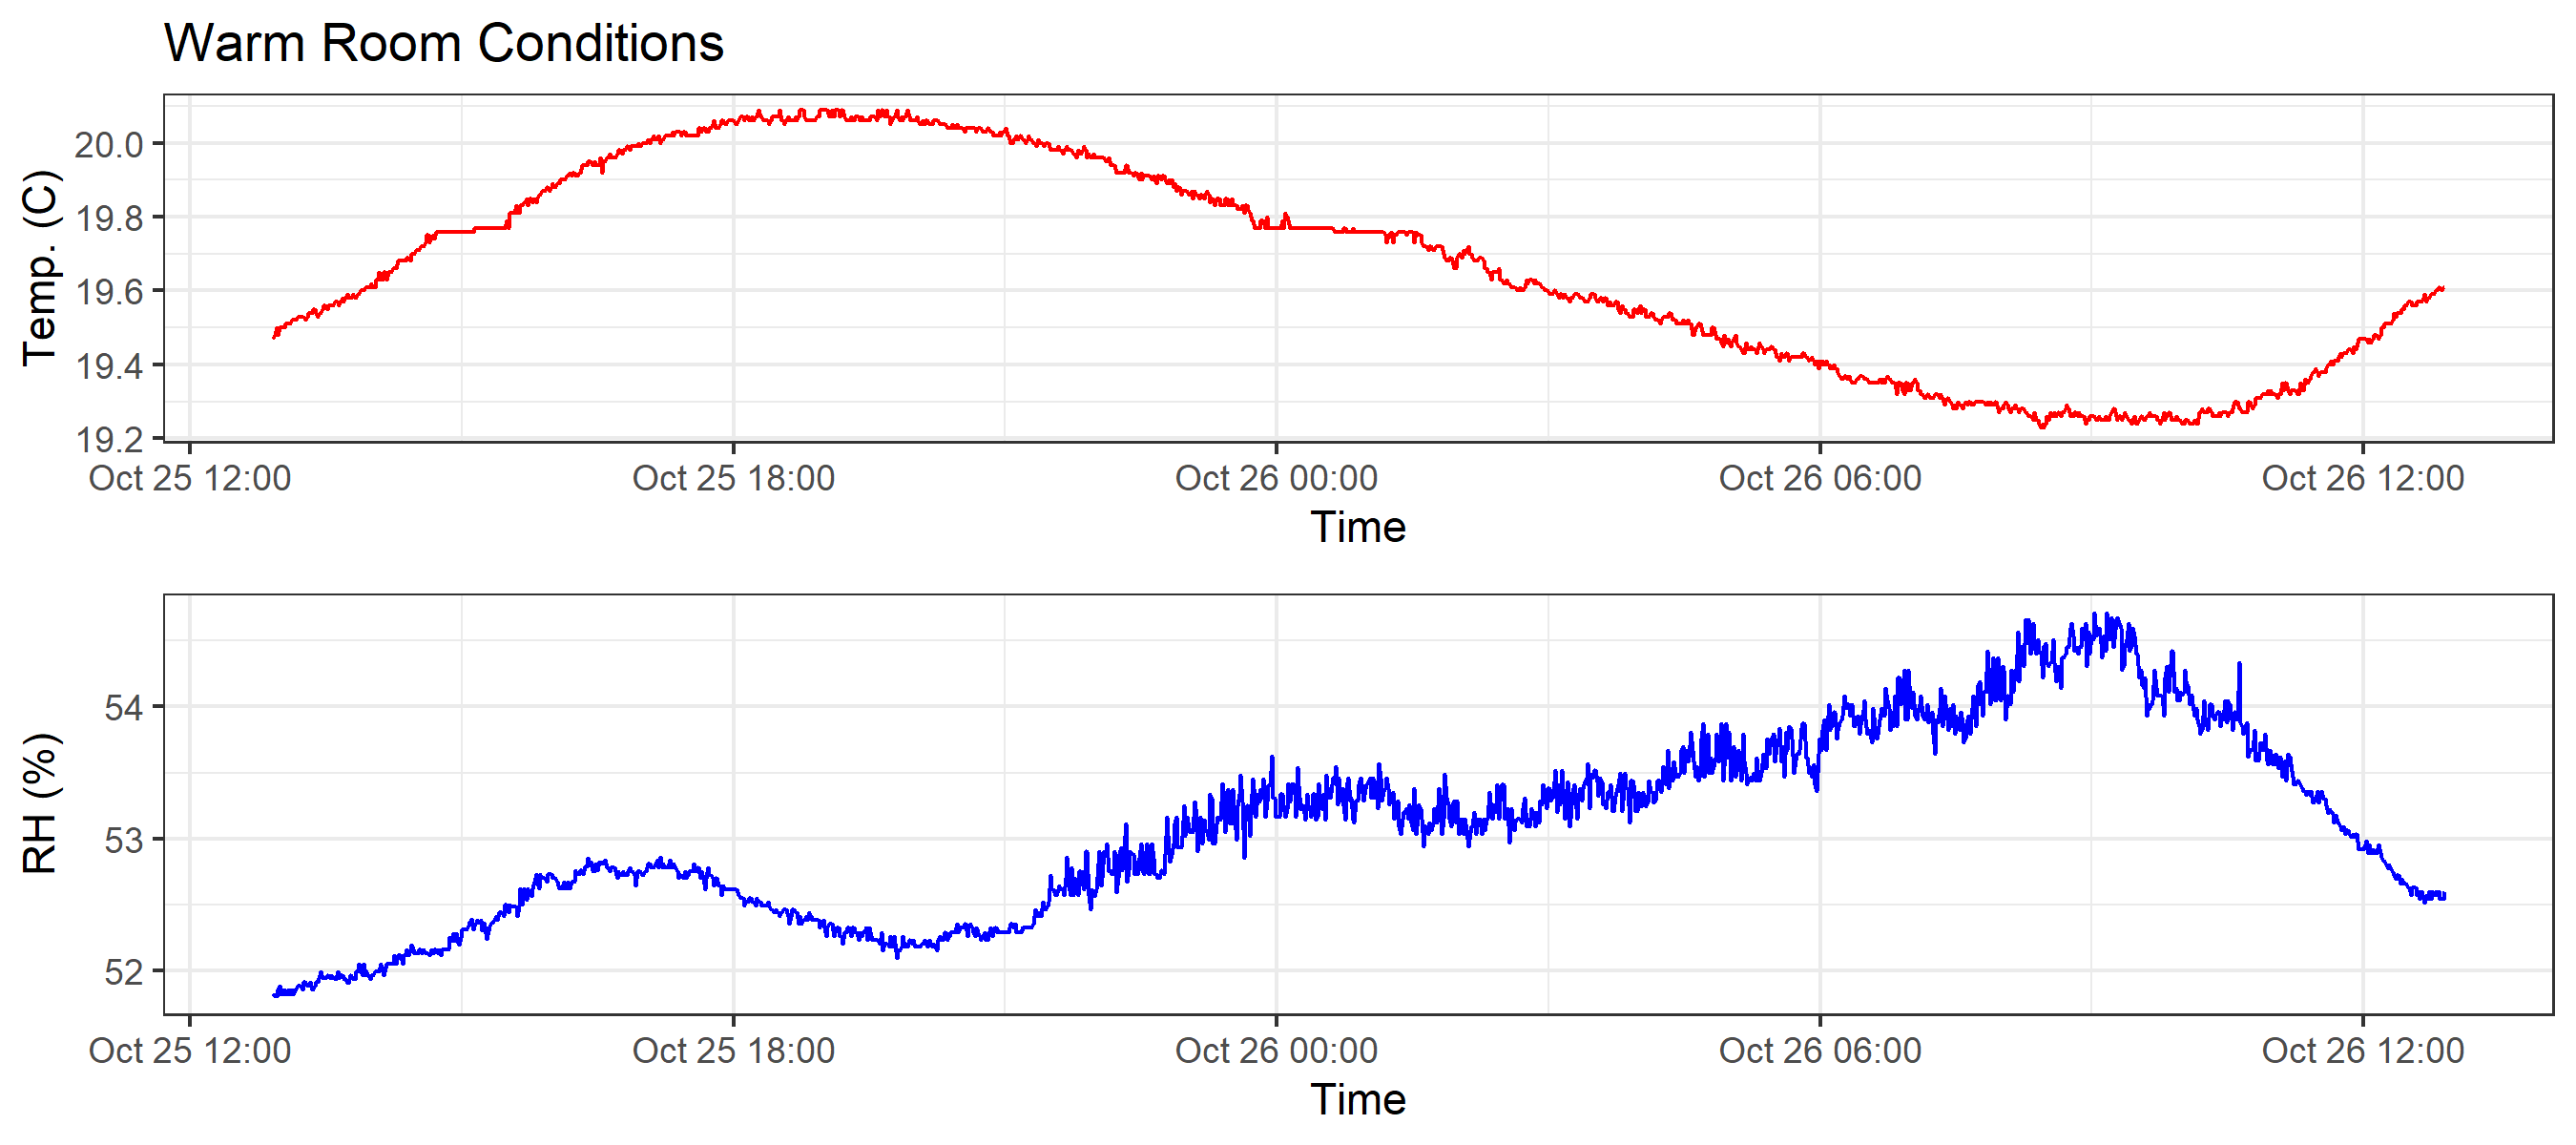 Warm Room Conditions
Temp. (C)
20.0
19.8
19.6
19.4
19.2
Oct 25 12:00 Oct 25 18:00 Oct 26 00:00 Oct 26 06:00 Oct 26 12:00
Time
RH (%)
54
53
52
Oct 25 12:00 Oct 25 18:00 Oct 26 00:00 Oct 26 06:00 Oct 26 12:00
Time